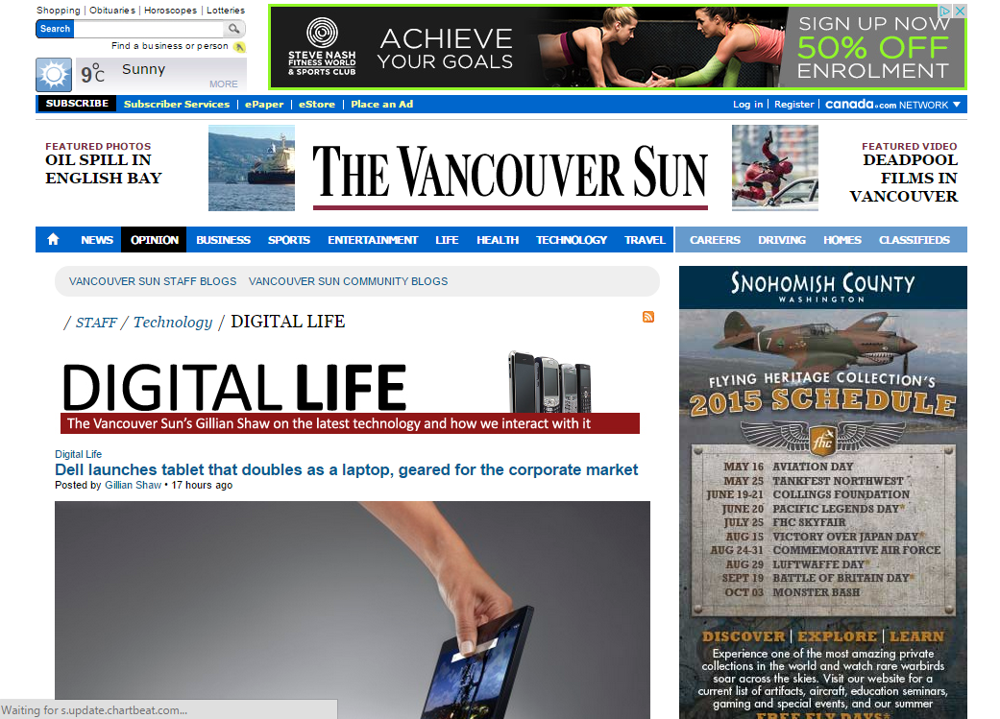 Shopping | Obituaries | Horoscopes | Lotteries
Search
Find a business or person
9°C Sunny
MORE
STEVE NASH
FITNESS WORLD
& SPORTS CLUB
ACHIEVE
YOUR GOALS
SIGN UP NOW
50% OFF
ENROLMENT
SUBSCRIBE Subscriber Services | ePaper | eStore | Place an Ad
Log in | Register | canada.com NETWORK
FEATURED PHOTOS
OIL SPILL IN
ENGLISH BAY
THE VANCOUVER SUN
FEATURED VIDEO
DEADPOOL
FILMS IN
VANCOUVER
NEWS OPINION BUSINESS SPORTS ENTERTAINMENT LIFE HEALTH TECHNOLOGY TRAVEL CAREERS DRIVING HOMES CLASSIFIEDS
VANCOUVER SUN STAFF BLOGS VANCOUVER SUN COMMUNITY BLOGS
/ STAFF / Technology / DIGITAL LIFE
DIGITAL LIFE
The Vancouver Sun's Gillian Shaw on the latest technology and how we interact with it
Digital Life
Dell launches tablet that doubles as a laptop, geared for the corporate market
Posted by Gillian Shaw • 17 hours ago
SNOHOMISH COUNTY
WASHINGTON
7
FLYING HERITAGE COLLECTION'S
2015 SCHEDULE
fhc
MAY 16 AVIATION DAY
MAY 25 TANKFEST NORTHWEST
JUNE 19-21 COLLINGS FOUNDATION
JUNE 20 PACIFIC LEGENDS DAY*
JULY 25 FHC SKYFAIR
AUG 15 VICTORY OVER JAPAN DAY*
AUG 24-31 COMMEMORATIVE AIR FORCE
AUG 29 LUFTWAFFE DAY*
SEPT 19 BATTLE OF BRITAIN DAY*
OCT 03 MONSTER BASH
DISCOVER | EXPLORE | LEARN
Experience one of the most amazing private
collections in the world and watch rare warbirds
soar across the skies. Visit our website for a
current list of artifacts, aircraft, education seminars,
gaming and special events, and our summer
FREE FLY DAYS*
Waiting for s.update.chartbeat.com...